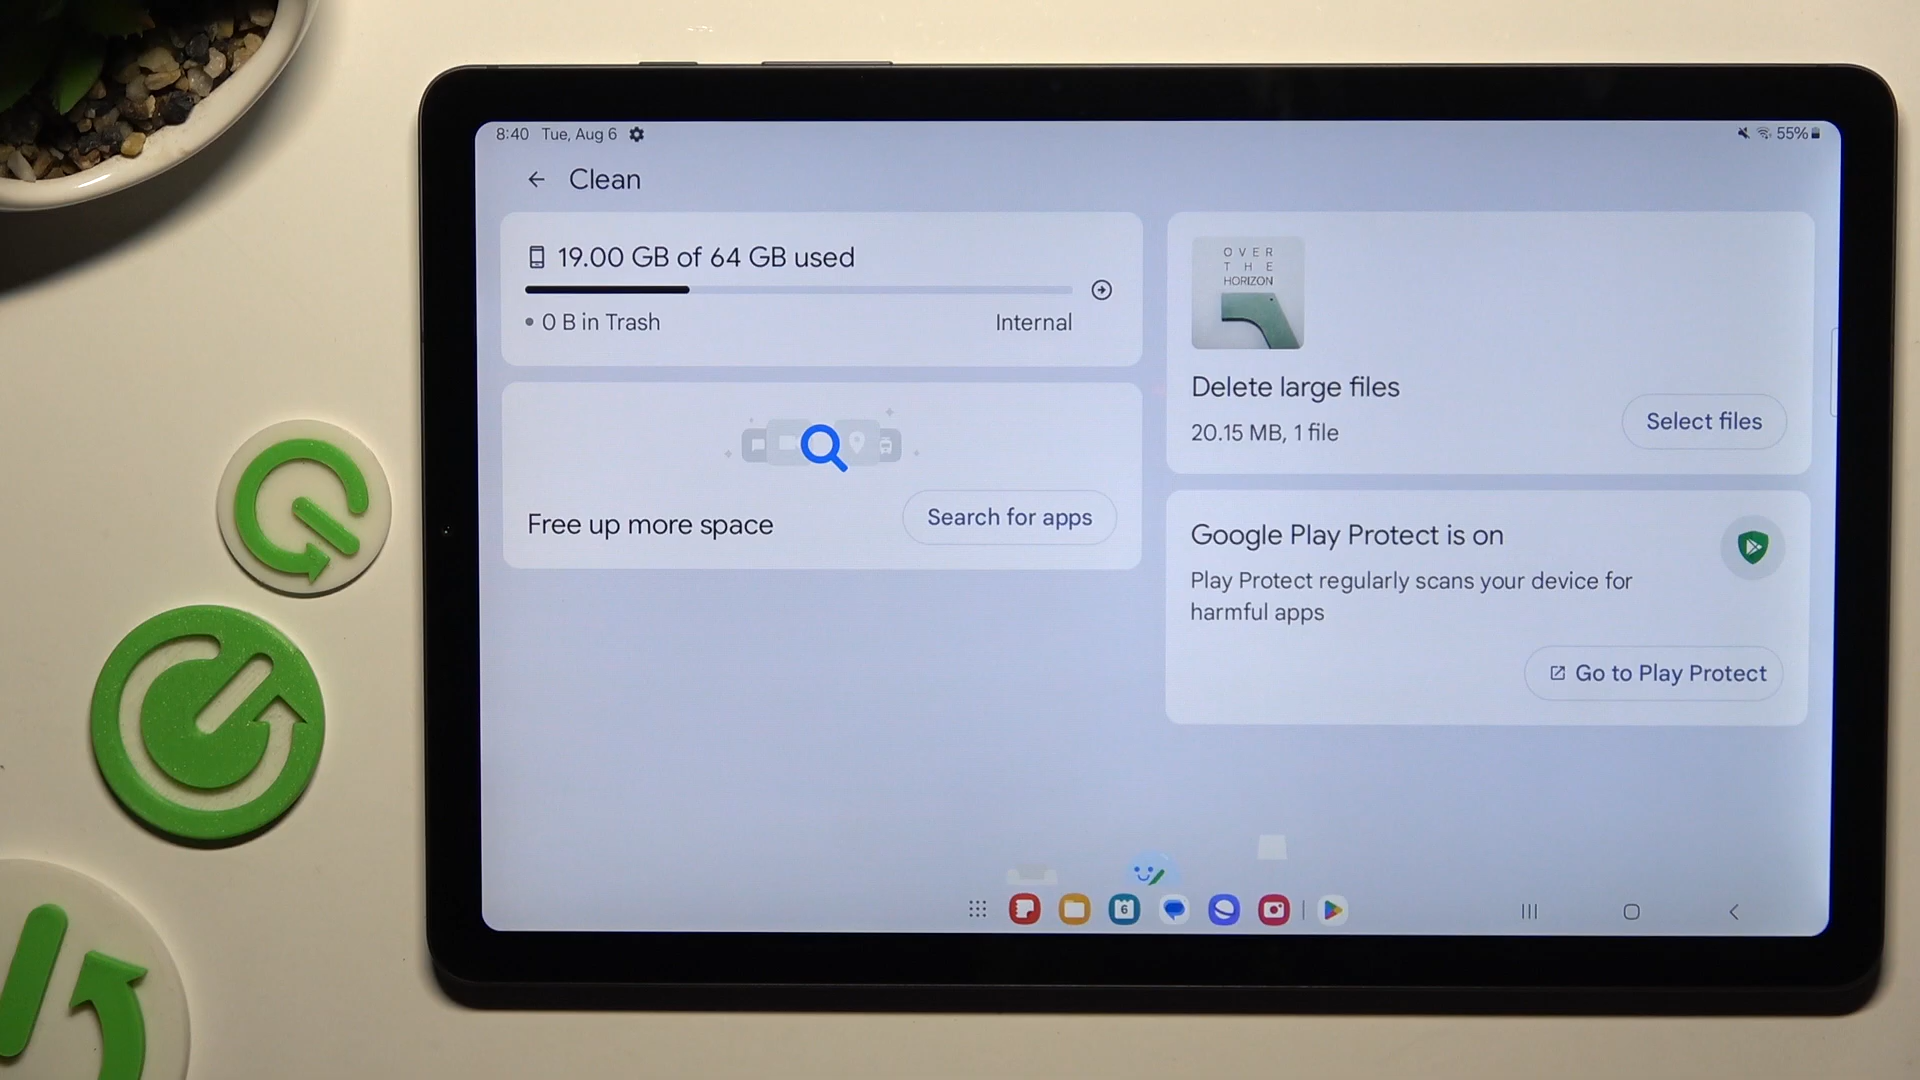 8:40 Tue, Aug 6
55%
Clean
19.00 GB of 64 GB used
• 0 B in Trash
Internal
Free up more space
Search for apps
OVER
THE
HORIZON
Delete large files
20.15 MB, 1 file
Select files
Google Play Protect is on
Play Protect regularly scans your device for
harmful apps
Go to Play Protect
6